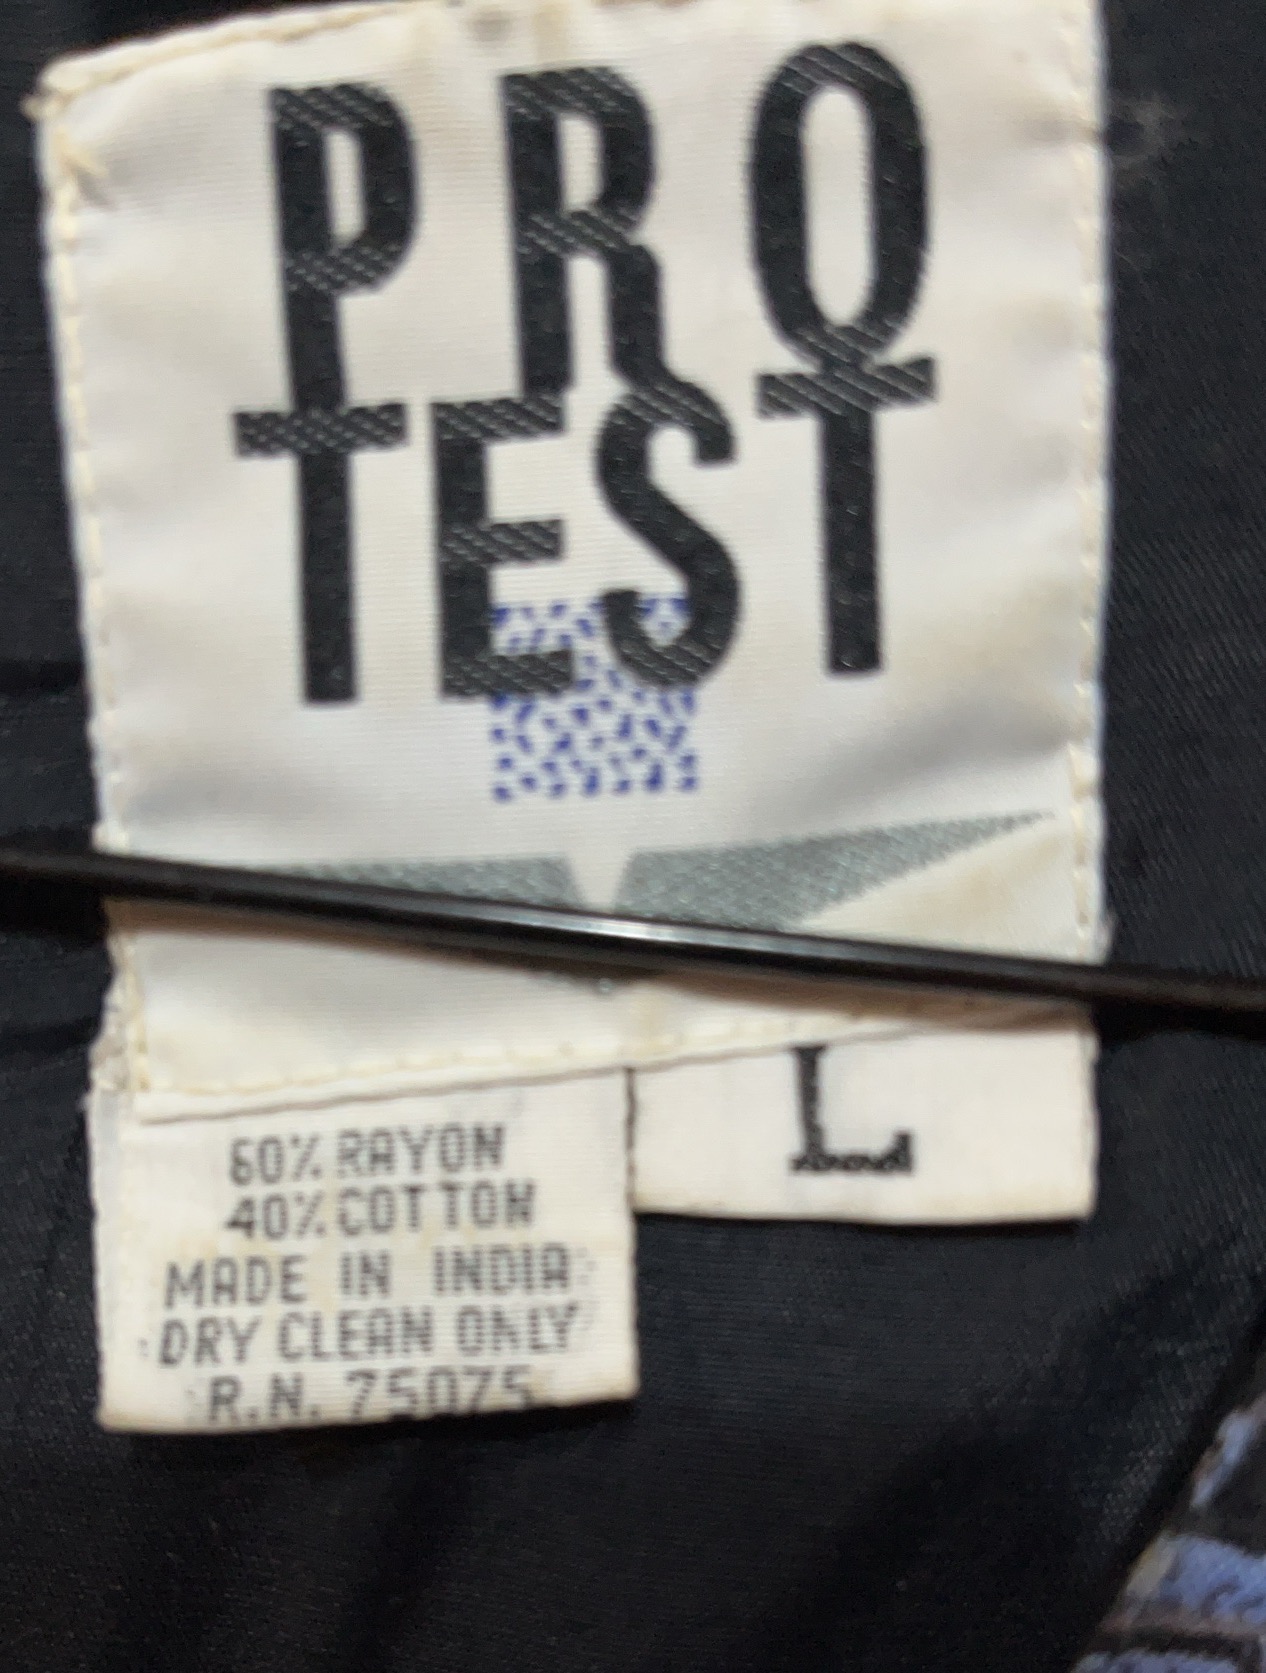 PRO
TEST
L
60% RAYON
40% COTTON
MADE IN INDIA
DRY CLEAN ONLY
R.N. 75075